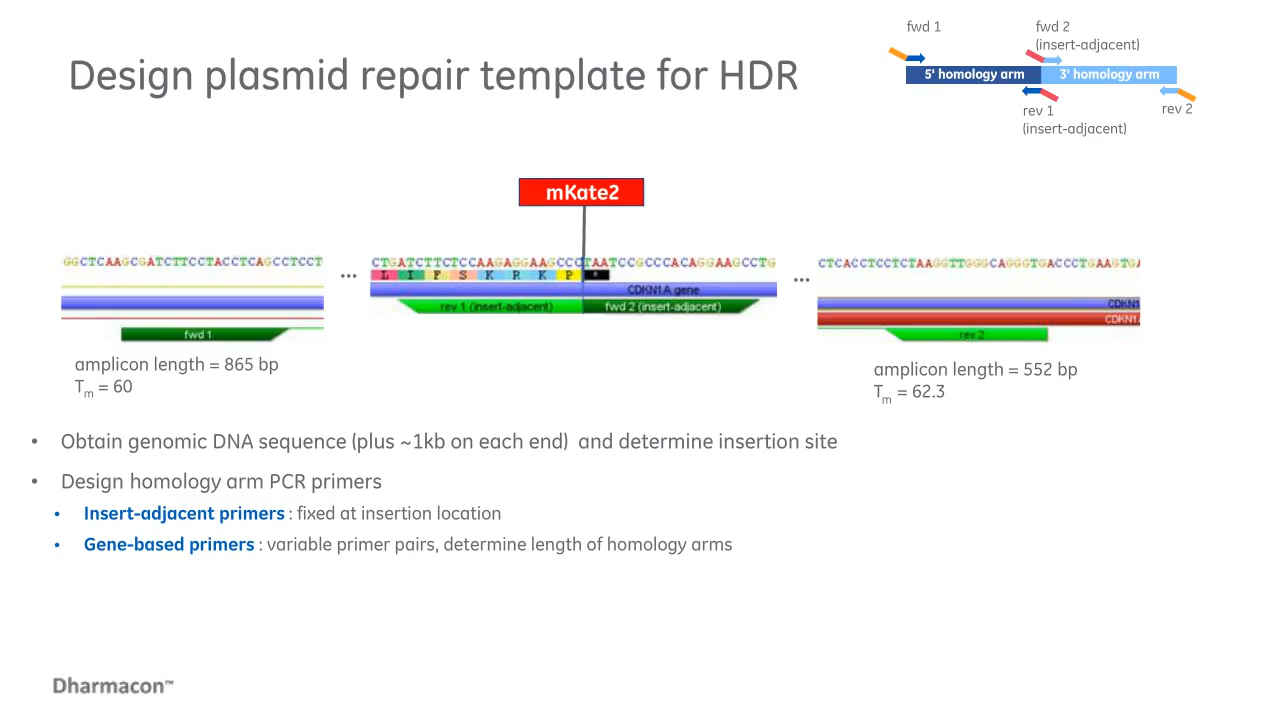 Design plasmid repair template for HDR
fwd 1
fwd 2
(insert-adjacent)
5' homology arm
3' homology arm
rev 1
(insert-adjacent)
rev 2
mKate2
GGCTCAAGCGATCTTCCTACCTCAGCCTCCT
...
CTGATCTTCTCCAAGAGGAAGCCCTAATCCGCCCACAGGAAGCCTG
...
CTCACCTCCTCTAAGGTTGGGCAGGGTGACCCTGAAGTGA
L I F S K R K P *
CDKN1A gene
CDKN1
CDKN1
fwd 1
rev 1 (insert-adjacent)
fwd 2 (insert-adjacent)
rev 2
amplicon length = 865 bp
Tm = 60
amplicon length = 552 bp
Tm = 62.3
• Obtain genomic DNA sequence (plus ~1kb on each end) and determine insertion site
• Design homology arm PCR primers
• Insert-adjacent primers : fixed at insertion location
• Gene-based primers : variable primer pairs, determine length of homology arms
Dharmacon™